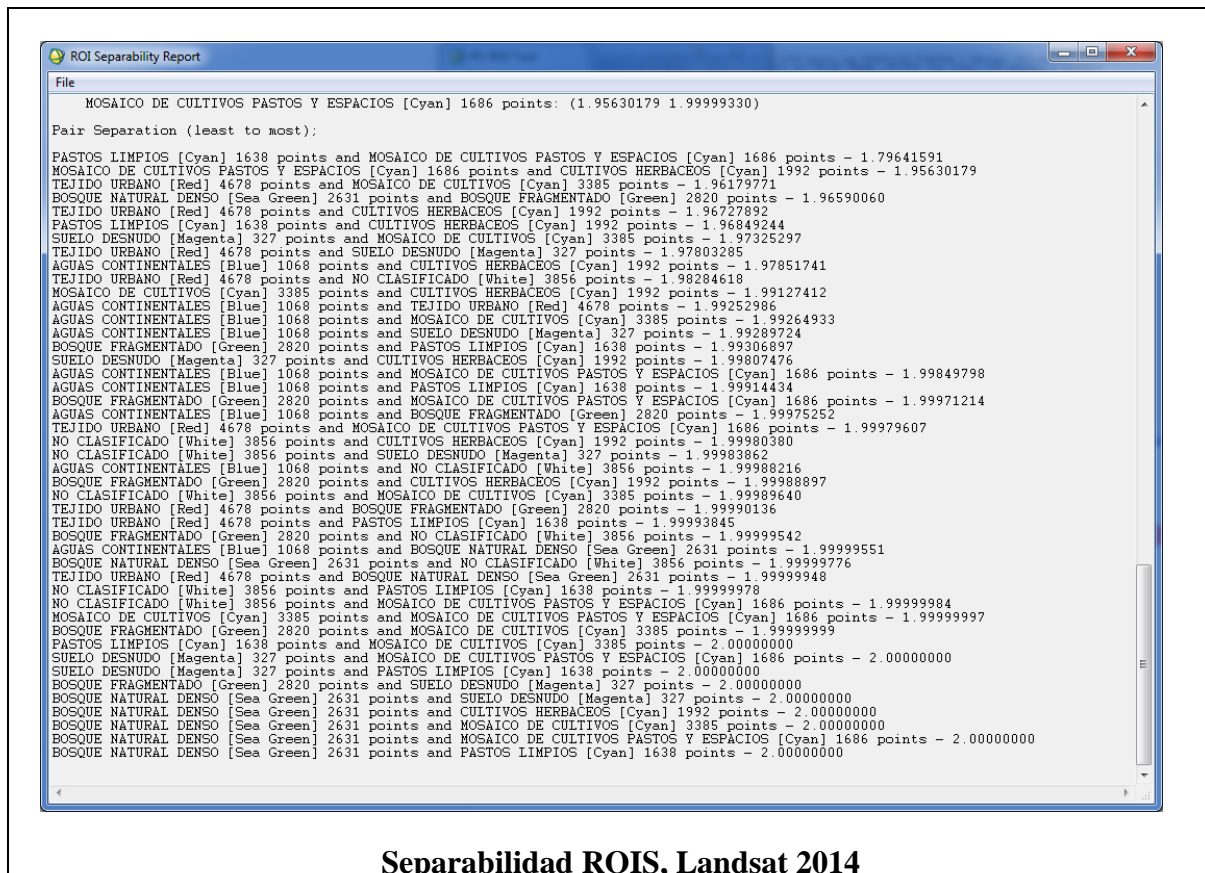 ROI Separability Report
File
MOSAICO DE CULTIVOS PASTOS Y ESPACIOS [Cyan] 1686 points: (1.95630179 1.99999330)
Pair Separation (least to most);
PASTOS LIMPIOS [Cyan] 1638 points and MOSAICO DE CULTIVOS PASTOS Y ESPACIOS [Cyan] 1686 points - 1.79641591
MOSAICO DE CULTIVOS PASTOS Y ESPACIOS [Cyan] 1686 points and CULTIVOS HERBACEOS [Cyan] 1992 points - 1.95630179
TEJIDO URBANO [Red] 4678 points and MOSAICO DE CULTIVOS [Cyan] 3385 points - 1.96179771
BOSQUE NATURAL DENSO [Sea Green] 2631 points and BOSQUE FRAGMENTADO [Green] 2820 points - 1.96590060
TEJIDO URBANO [Red] 4678 points and CULTIVOS HERBACEOS [Cyan] 1992 points - 1.96727892
PASTOS LIMPIOS [Cyan] 1638 points and CULTIVOS HERBACEOS [Cyan] 1992 points - 1.96849244
SUELO DESNUDO [Magenta] 327 points and MOSAICO DE CULTIVOS [Cyan] 3385 points - 1.97325297
TEJIDO URBANO [Red] 4678 points and SUELO DESNUDO [Magenta] 327 points - 1.97803285
AGUAS CONTINENTALES [Blue] 1068 points and CULTIVOS HERBACEOS [Cyan] 1992 points - 1.97851741
TEJIDO URBANO [Red] 4678 points and NO CLASIFICADO [White] 3856 points - 1.98284618
MOSAICO DE CULTIVOS [Cyan] 3385 points and CULTIVOS HERBACEOS [Cyan] 1992 points - 1.99127412
AGUAS CONTINENTALES [Blue] 1068 points and TEJIDO URBANO [Red] 4678 points - 1.99252986
AGUAS CONTINENTALES [Blue] 1068 points and MOSAICO DE CULTIVOS [Cyan] 3385 points - 1.99264933
AGUAS CONTINENTALES [Blue] 1068 points and SUELO DESNUDO [Magenta] 327 points - 1.99289724
BOSQUE FRAGMENTADO [Green] 2820 points and PASTOS LIMPIOS [Cyan] 1638 points - 1.99306897
SUELO DESNUDO [Magenta] 327 points and CULTIVOS HERBACEOS [Cyan] 1992 points - 1.99807476
AGUAS CONTINENTALES [Blue] 1068 points and MOSAICO DE CULTIVOS PASTOS Y ESPACIOS [Cyan] 1686 points - 1.99849798
AGUAS CONTINENTALES [Blue] 1068 points and PASTOS LIMPIOS [Cyan] 1638 points - 1.99914434
BOSQUE FRAGMENTADO [Green] 2820 points and MOSAICO DE CULTIVOS PASTOS Y ESPACIOS [Cyan] 1686 points - 1.99971214
AGUAS CONTINENTALES [Blue] 1068 points and BOSQUE FRAGMENTADO [Green] 2820 points - 1.99975252
TEJIDO URBANO [Red] 4678 points and MOSAICO DE CULTIVOS PASTOS Y ESPACIOS [Cyan] 1686 points - 1.99979607
NO CLASIFICADO [White] 3856 points and CULTIVOS HERBACEOS [Cyan] 1992 points - 1.99980380
NO CLASIFICADO [White] 3856 points and SUELO DESNUDO [Magenta] 327 points - 1.99983862
AGUAS CONTINENTALES [Blue] 1068 points and NO CLASIFICADO [White] 3856 points - 1.99988216
BOSQUE FRAGMENTADO [Green] 2820 points and CULTIVOS HERBACEOS [Cyan] 1992 points - 1.99988897
NO CLASIFICADO [White] 3856 points and MOSAICO DE CULTIVOS [Cyan] 3385 points - 1.99989640
TEJIDO URBANO [Red] 4678 points and BOSQUE FRAGMENTADO [Green] 2820 points - 1.99990136
TEJIDO URBANO [Red] 4678 points and PASTOS LIMPIOS [Cyan] 1638 points - 1.99993845
BOSQUE FRAGMENTADO [Green] 2820 points and NO CLASIFICADO [White] 3856 points - 1.99999542
AGUAS CONTINENTALES [Blue] 1068 points and BOSQUE NATURAL DENSO [Sea Green] 2631 points - 1.99999551
BOSQUE NATURAL DENSO [Sea Green] 2631 points and NO CLASIFICADO [White] 3856 points - 1.99999776
TEJIDO URBANO [Red] 4678 points and BOSQUE NATURAL DENSO [Sea Green] 2631 points - 1.99999948
NO CLASIFICADO [White] 3856 points and PASTOS LIMPIOS [Cyan] 1638 points - 1.99999978
NO CLASIFICADO [White] 3856 points and MOSAICO DE CULTIVOS PASTOS Y ESPACIOS [Cyan] 1686 points - 1.99999984
MOSAICO DE CULTIVOS [Cyan] 3385 points and MOSAICO DE CULTIVOS PASTOS Y ESPACIOS [Cyan] 1686 points - 1.99999997
BOSQUE FRAGMENTADO [Green] 2820 points and MOSAICO DE CULTIVOS [Cyan] 3385 points - 1.99999999
PASTOS LIMPIOS [Cyan] 1638 points and MOSAICO DE CULTIVOS [Cyan] 3385 points - 2.00000000
SUELO DESNUDO [Magenta] 327 points and MOSAICO DE CULTIVOS PASTOS Y ESPACIOS [Cyan] 1686 points - 2.00000000
SUELO DESNUDO [Magenta] 327 points and PASTOS LIMPIOS [Cyan] 1638 points - 2.00000000
BOSQUE FRAGMENTADO [Green] 2820 points and SUELO DESNUDO [Magenta] 327 points - 2.00000000
BOSQUE NATURAL DENSO [Sea Green] 2631 points and SUELO DESNUDO [Magenta] 327 points - 2.00000000
BOSQUE NATURAL DENSO [Sea Green] 2631 points and CULTIVOS HERBACEOS [Cyan] 1992 points - 2.00000000
BOSQUE NATURAL DENSO [Sea Green] 2631 points and MOSAICO DE CULTIVOS [Cyan] 3385 points - 2.00000000
BOSQUE NATURAL DENSO [Sea Green] 2631 points and MOSAICO DE CULTIVOS PASTOS Y ESPACIOS [Cyan] 1686 points - 2.00000000
BOSQUE NATURAL DENSO [Sea Green] 2631 points and PASTOS LIMPIOS [Cyan] 1638 points - 2.00000000
Separabilidad ROIS, Landsat 2014